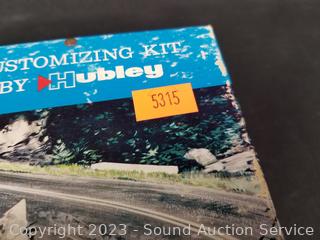 USTOMIZING KIT
BY Hubley
5315
Copyright 2023 - Sound Auction Service